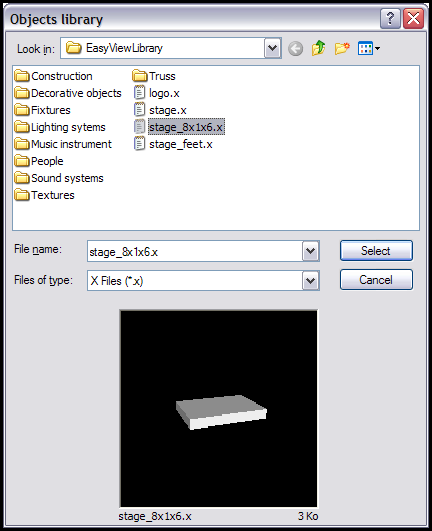 Objects library
?
Look in: EasyViewLibrary
Construction
Decorative objects
Fixtures
Lighting sytems
Music instrument
People
Sound systems
Textures
Truss
logo.x
stage.x
stage_8x1x6.x
stage_feet.x
File name: stage_8x1x6.x Select
Files of type: X Files (*.x) Cancel
stage_8x1x6.x 3 Ko